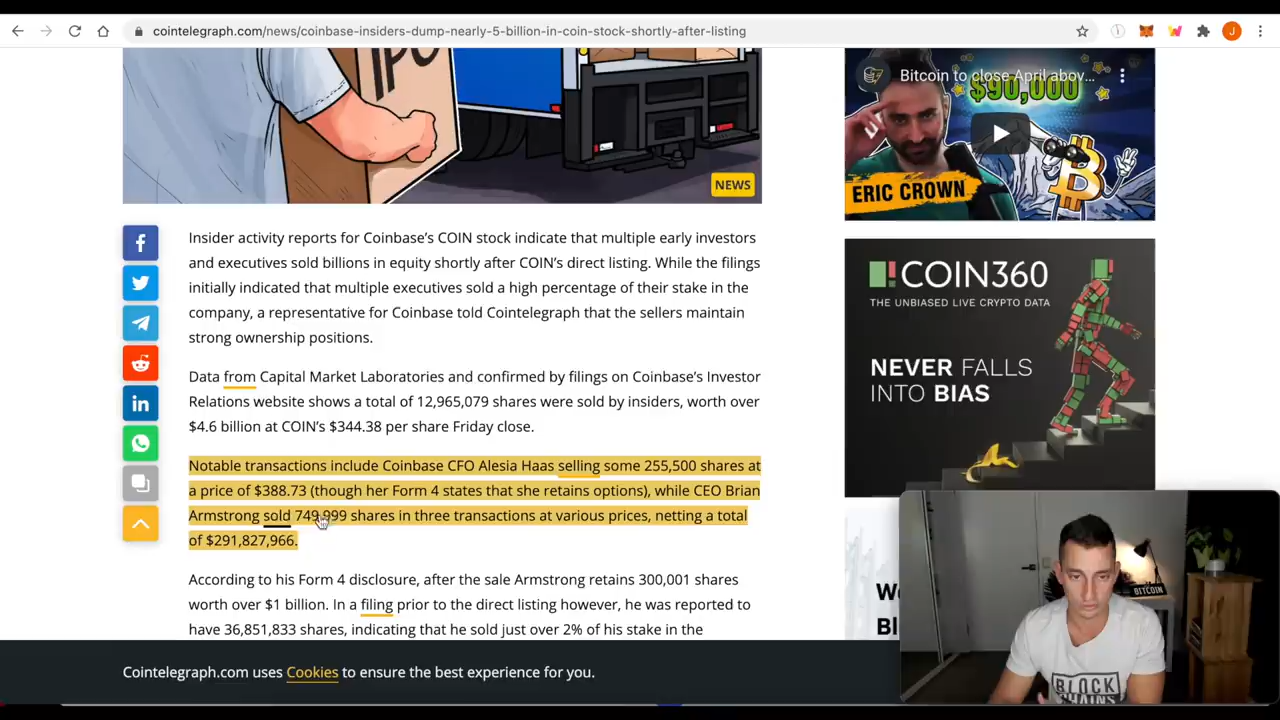 cointelegraph.com/news/coinbase-insiders-dump-nearly-5-billion-in-coin-stock-shortly-after-listing
J
IPO
NEWS
Bitcoin to close April abov...
$90,000
ERIC CROWN
Insider activity reports for Coinbase’s COIN stock indicate that multiple early investors
and executives sold billions in equity shortly after COIN’s direct listing. While the filings
initially indicated that multiple executives sold a high percentage of their stake in the
company, a representative for Coinbase told Cointelegraph that the sellers maintain
strong ownership positions.
Data from Capital Market Laboratories and confirmed by filings on Coinbase’s Investor
Relations website shows a total of 12,965,079 shares were sold by insiders, worth over
$4.6 billion at COIN’s $344.38 per share Friday close.
Notable transactions include Coinbase CFO Alesia Haas selling some 255,500 shares at
a price of $388.73 (though her Form 4 states that she retains options), while CEO Brian
Armstrong sold 749,999 shares in three transactions at various prices, netting a total
of $291,827,966.
According to his Form 4 disclosure, after the sale Armstrong retains 300,001 shares
worth over $1 billion. In a filing prior to the direct listing however, he was reported to
have 36,851,833 shares, indicating that he sold just over 2% of his stake in the
COIN360
THE UNBIASED LIVE CRYPTO DATA
NEVER FALLS
INTO BIAS
Cointelegraph.com uses Cookies to ensure the best experience for you.
BITCOIN
BLOCK
CHAINS